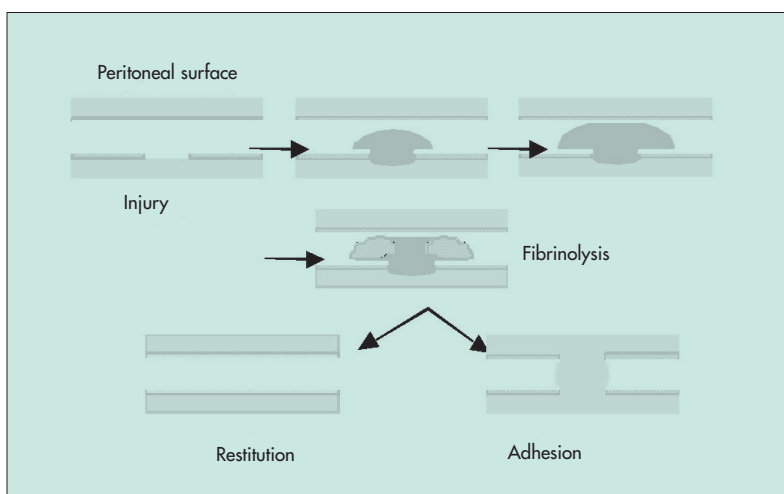 Peritoneal surface
Injury
Fibrinolysis
Restitution
Adhesion